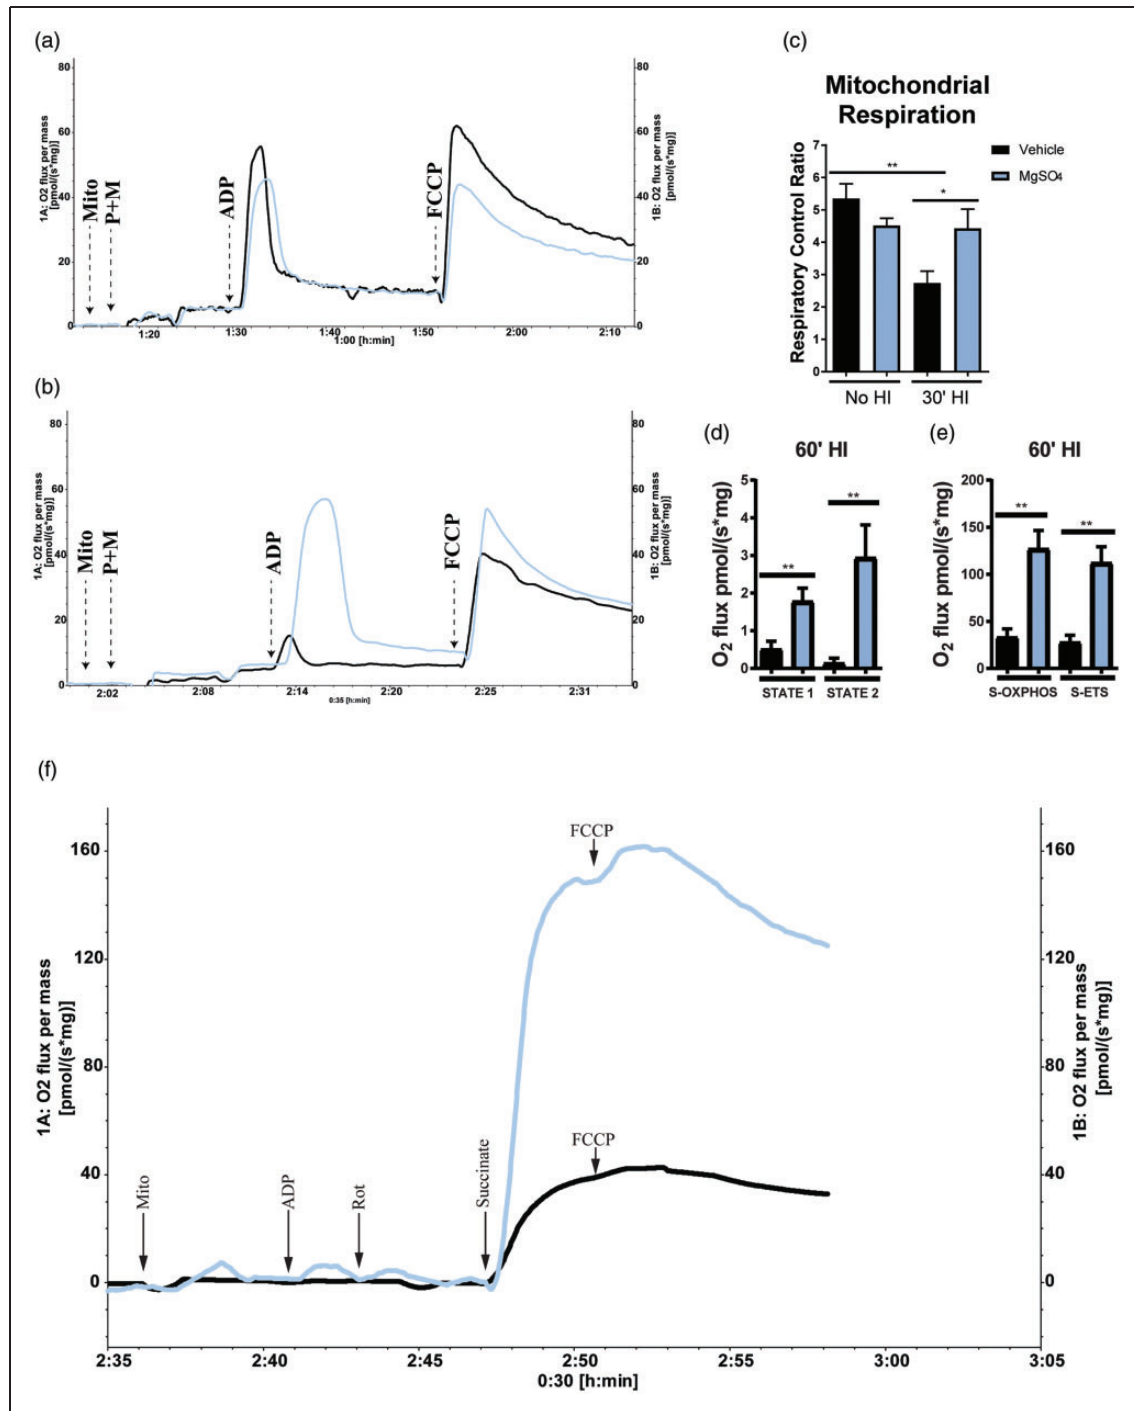 (a)
80
60
40
20
0
1A: O2 flux per mass
[pmol/(s*mg)]
Mito
P+M
ADP
FCCP
80
60
40
20
0
1B: O2 flux per mass
[pmol/(s*mg)]
1:20 1:30 1:40 1:50 2:00 2:10
1:00 [h:min]
(b)
80
60
40
20
0
1A: O2 flux per mass
[pmol/(s*mg)]
Mito
P+M
ADP
FCCP
80
60
40
20
0
1B: O2 flux per mass
[pmol/(s*mg)]
2:02 2:08 2:14 2:20 2:25 2:31
0:35 [h:min]
(c)
Mitochondrial
Respiration
Respiratory Control Ratio
7
6
5
4
3
2
1
0
**
*
Vehicle
MgSO4
No HI 30' HI
(d)
60' HI
O2 flux pmol/(s*mg)
5
4
3
2
1
0
**
**
STATE 1 STATE 2
(e)
60' HI
O2 flux pmol/(s*mg)
200
150
100
50
0
**
**
S-OXPHOS S-ETS
(f)
1A: O2 flux per mass
[pmol/(s*mg)]
160
120
80
40
0
Mito
ADP
Rot
Succinate
FCCP
FCCP
160
120
80
40
0
1B: O2 flux per mass
[pmol/(s*mg)]
2:35 2:40 2:45 2:50 2:55 3:00 3:05
0:30 [h:min]